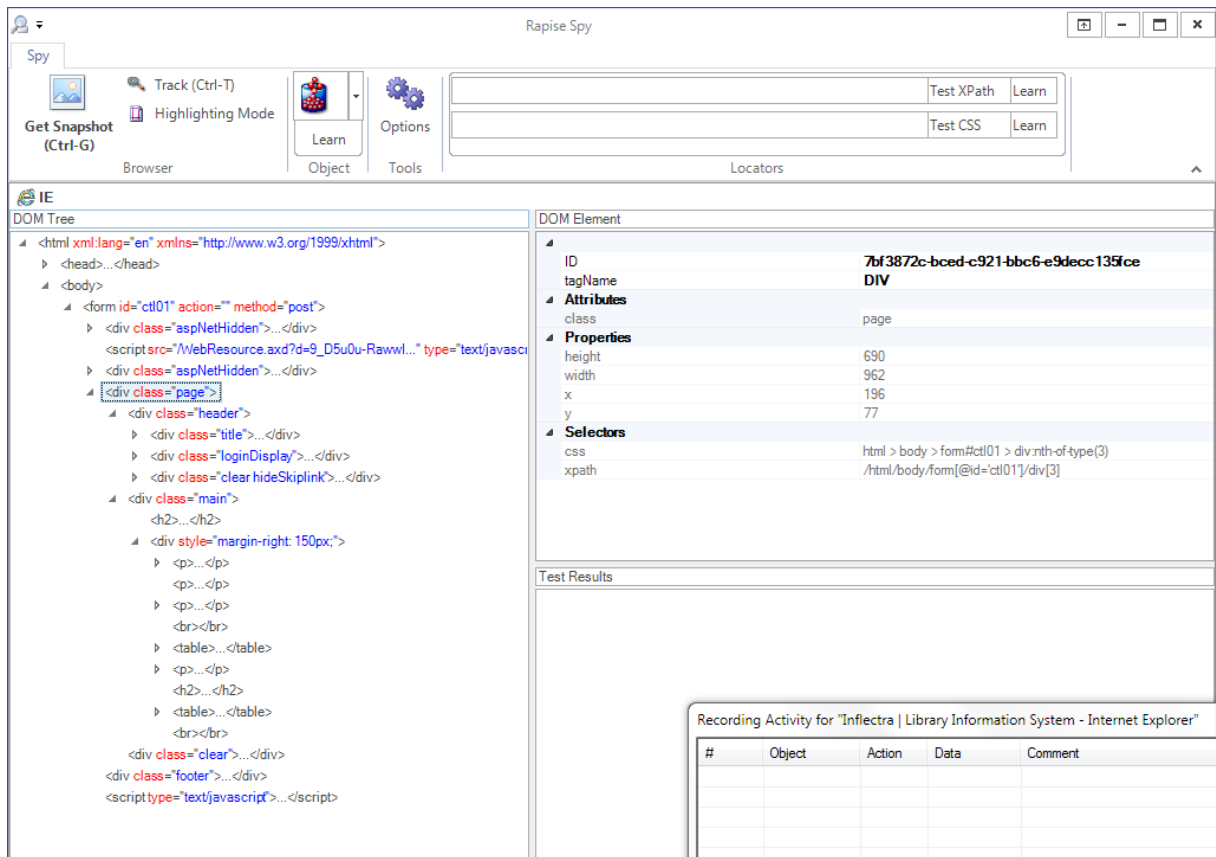 Rapise Spy
Spy
Get Snapshot
(Ctrl-G)
Track (Ctrl-T)
Highlighting Mode
Browser
Learn
Object
Options
Tools
Test XPath Learn
Test CSS Learn
Locators
IE
DOM Tree
<html xml:lang="en" xmlns="http://www.w3.org/1999/xhtml">
<head>...</head>
<body>
<form id="ctl01" action="" method="post">
<div class="aspNetHidden">...</div>
<script src="/WebResource.axd?d=9_D5u0u-RawwI..." type="text/javascr
<div class="aspNetHidden">...</div>
<div class="page">
<div class="header">
<div class="title">...</div>
<div class="loginDisplay">...</div>
<div class="clear hideSkiplink">...</div>
<div class="main">
<h2>...</h2>
<div style="margin-right: 150px;">
<p>...</p>
<p>...</p>
<p>...</p>
<br></br>
<table>...</table>
<p>...</p>
<h2>...</h2>
<table>...</table>
<br></br>
<div class="clear">...</div>
<div class="footer">...</div>
<script type="text/javascript">...</script>
DOM Element
ID 7bf3872c-bced-c921-bbc6-e9decc135fce
tagName DIV
Attributes
class page
Properties
height 690
width 962
x 196
y 77
Selectors
css html > body > form#ctl01 > div:nth-of-type(3)
xpath /html/body/form[@id='ctl01']/div[3]
Test Results
Recording Activity for "Inflectra | Library Information System - Internet Explorer"
# Object Action Data Comment